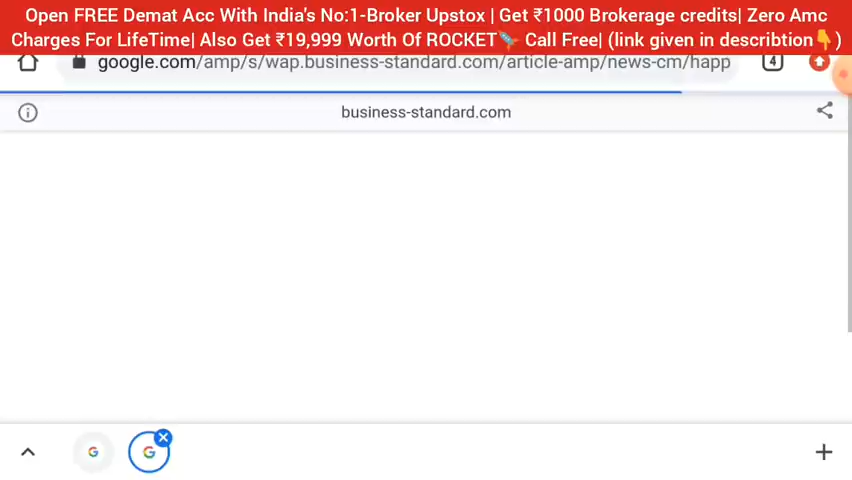 Open FREE Demat Acc With India's No:1-Broker Upstox | Get ₹1000 Brokerage credits| Zero Amc
Charges For LifeTime| Also Get ₹19,999 Worth Of ROCKET🚀 Call Free| (link given in describtion👇)
google.com/amp/s/wap.business-standard.com/article-amp/news-cm/happ
4
business-standard.com